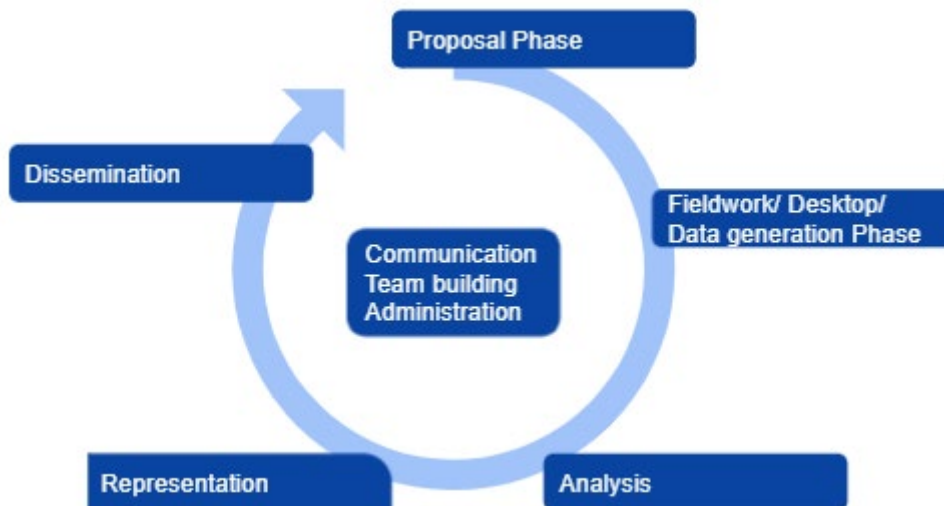 Proposal Phase
Dissemination
Fieldwork/ Desktop/
Data generation Phase
Communication
Team building
Administration
Representation
Analysis